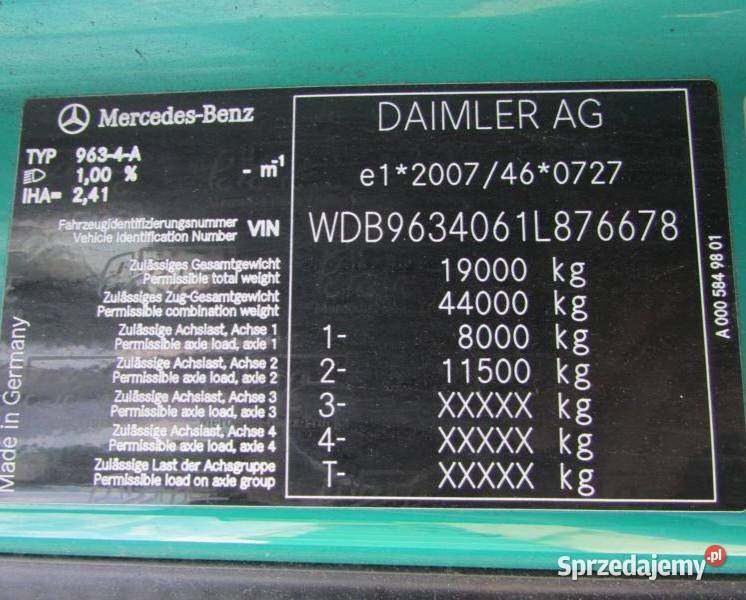 Mercedes-Benz
DAIMLER AG
TYP 963-4-A
1,00 % - m-1
IHA= 2,41
e1*2007/46*0727
Fahrzeugidentifizierungsnummer
Vehicle Identification Number VIN WDB9634061L876678
Zulässiges Gesamtgewicht
Permissible total weight 19000 kg
Zulässiges Zug-Gesamtgewicht
Permissible combination weight 44000 kg
Zulässige Achslast, Achse 1
Permissible axle load, axle 1 1- 8000 kg
Zulässige Achslast, Achse 2
Permissible axle load, axle 2 2- 11500 kg
Zulässige Achslast, Achse 3
Permissible axle load, axle 3 3- XXXXX kg
Zulässige Achslast, Achse 4
Permissible axle load, axle 4 4- XXXXX kg
Zulässige Last der Achsgruppe
Permissible load on axle group T- XXXXX kg
Made in Germany
A 000 584 98 01
Sprzedajemy.pl